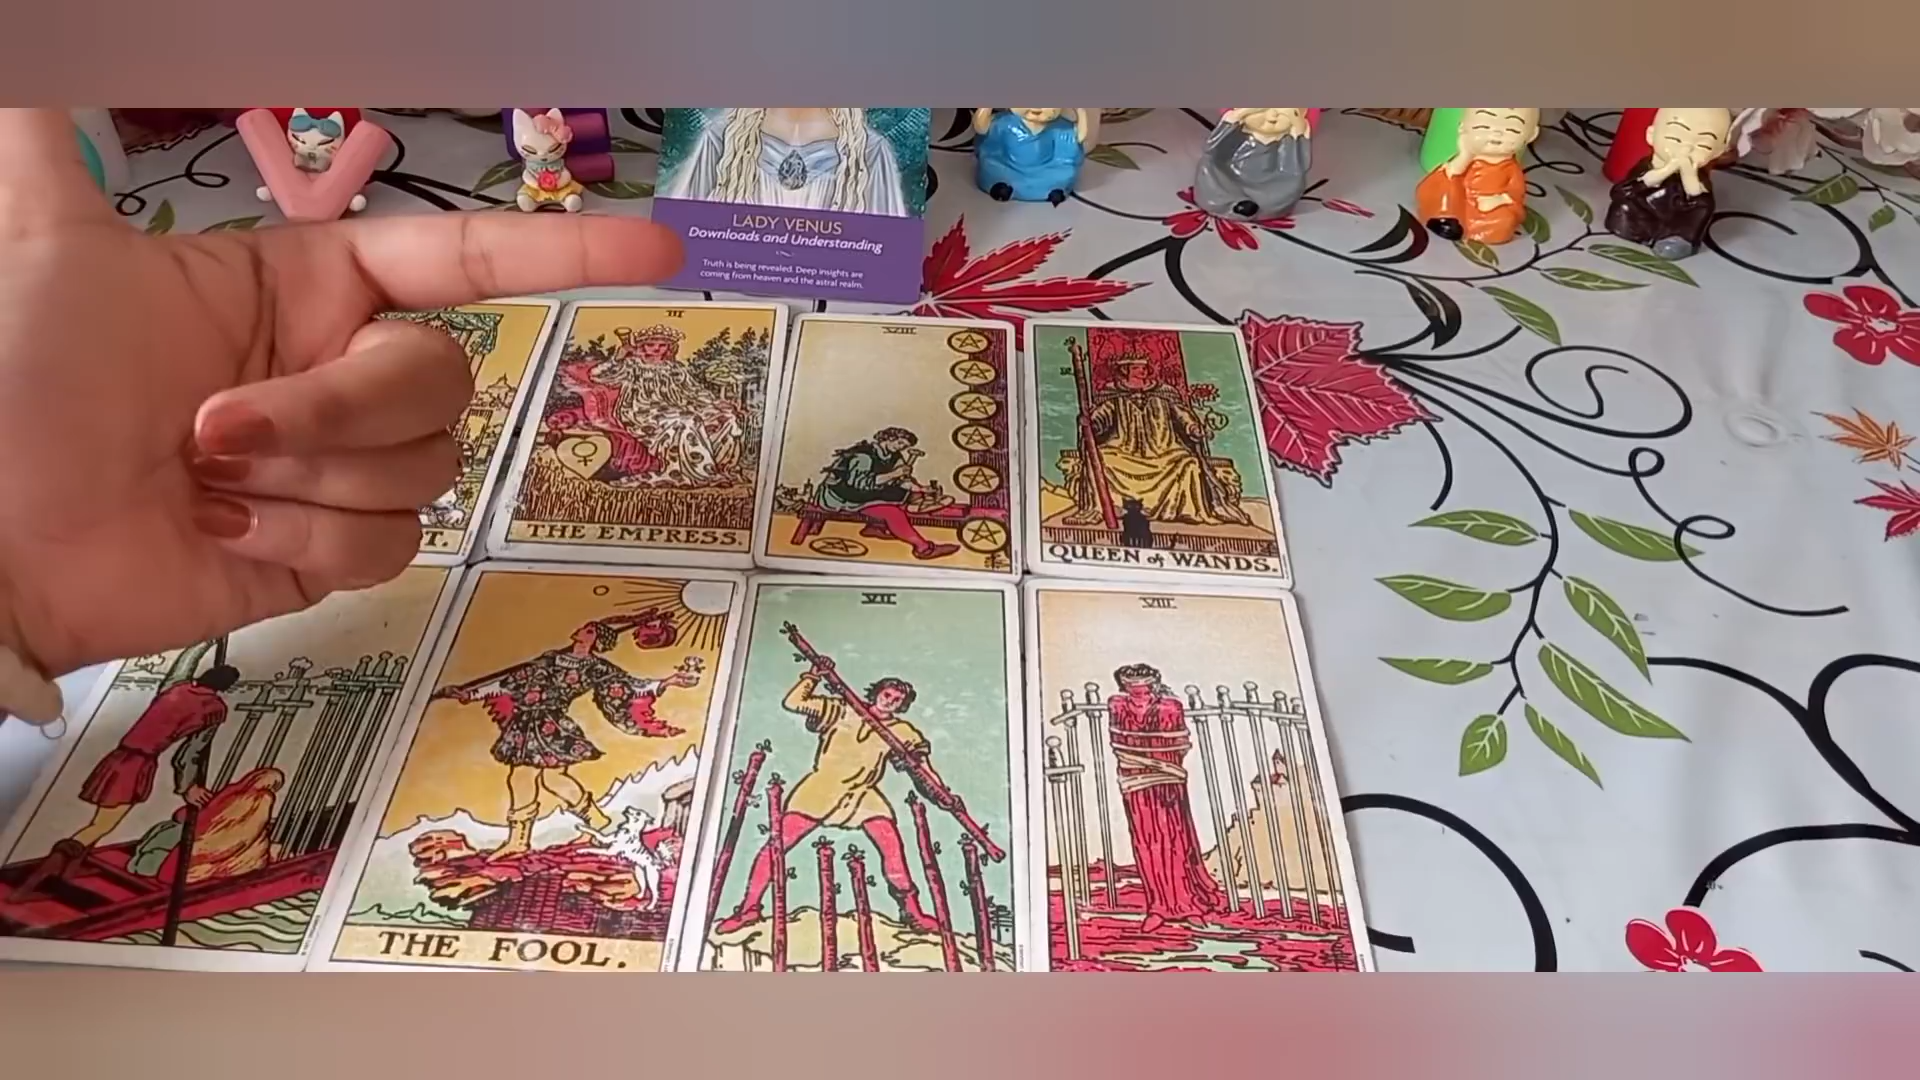 LADY VENUS
Downloads and Understanding
Truth is being revealed. Deep insights are
coming from heaven and the astral realm.
III
VIII
T.
THE EMPRESS.
QUEEN of WANDS.
VII
VIII
THE FOOL.